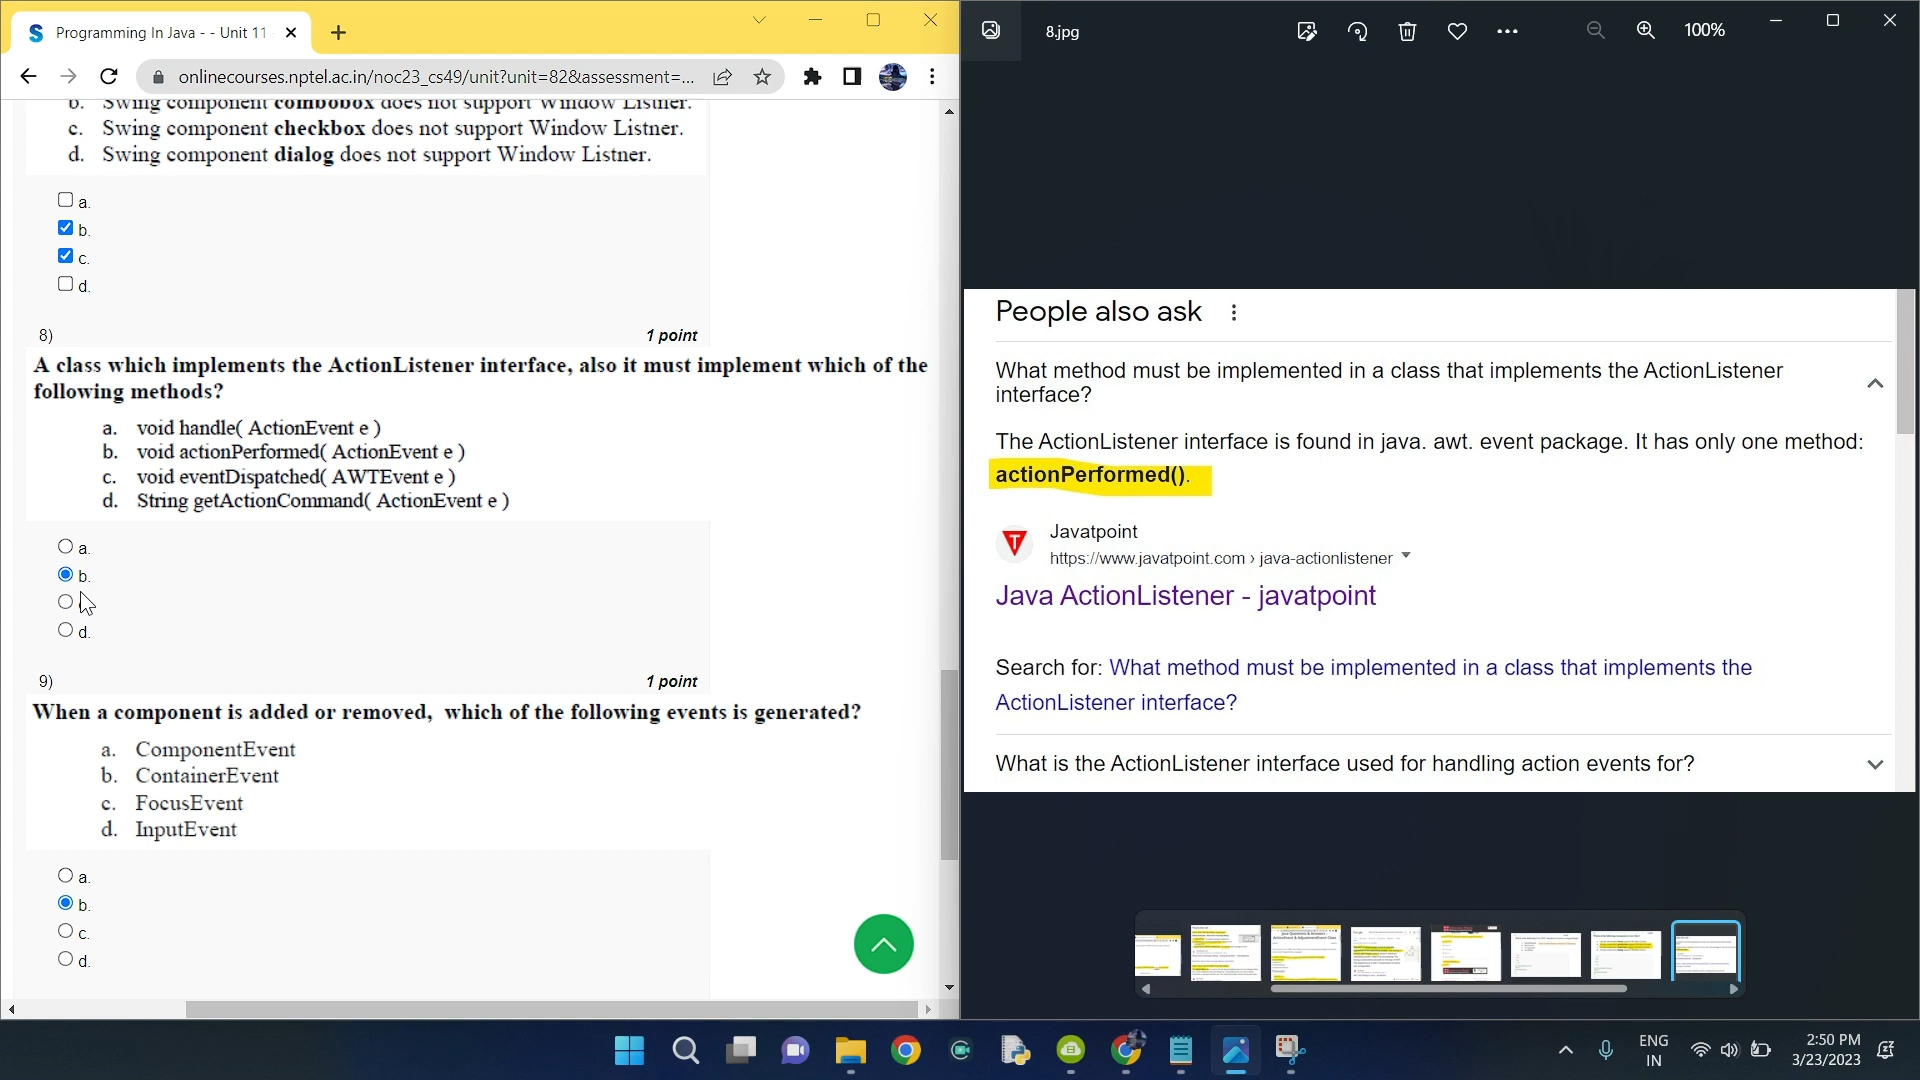 Programming In Java - - Unit 11
onlinecourses.nptel.ac.in/noc23_cs49/unit?unit=82&assessment=...
b. Swing component combobox does not support Window Listner.
c. Swing component checkbox does not support Window Listner.
d. Swing component dialog does not support Window Listner.
a.
b.
c.
d.
8)
1 point
A class which implements the ActionListener interface, also it must implement which of the
following methods?
a. void handle( ActionEvent e )
b. void actionPerformed( ActionEvent e )
c. void eventDispatched( AWTEvent e )
d. String getActionCommand( ActionEvent e )
a.
b.
d.
9)
1 point
When a component is added or removed, which of the following events is generated?
a. ComponentEvent
b. ContainerEvent
c. FocusEvent
d. InputEvent
a.
b.
c.
d.
8.jpg
100%
People also ask
What method must be implemented in a class that implements the ActionListener
interface?
The ActionListener interface is found in java. awt. event package. It has only one method:
actionPerformed().
Javatpoint
https://www.javatpoint.com › java-actionlistener
Java ActionListener - javatpoint
Search for: What method must be implemented in a class that implements the
ActionListener interface?
What is the ActionListener interface used for handling action events for?
ENG
IN
2:50 PM
3/23/2023